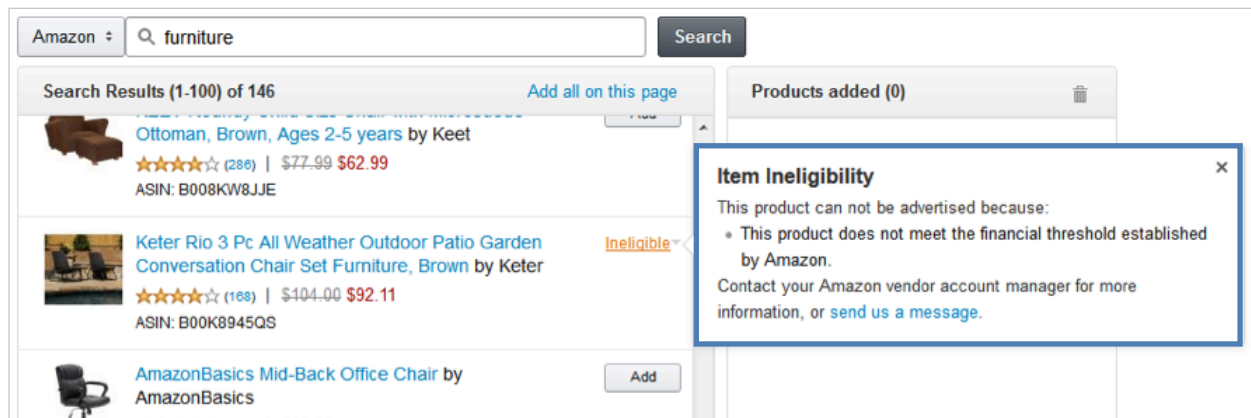 Amazon furniture Search
Search Results (1-100) of 146 Add all on this page
Products added (0)
Ottoman, Brown, Ages 2-5 years by Keet
(286) | $77.99 $62.99
ASIN: B008KW8JJE
Keter Rio 3 Pc All Weather Outdoor Patio Garden
Conversation Chair Set Furniture, Brown by Keter
(168) | $104.00 $92.11
ASIN: B00K8945QS
Ineligible
AmazonBasics Mid-Back Office Chair by
AmazonBasics
Add
Item Ineligibility
This product can not be advertised because:
This product does not meet the financial threshold established
by Amazon.
Contact your Amazon vendor account manager for more
information, or send us a message.